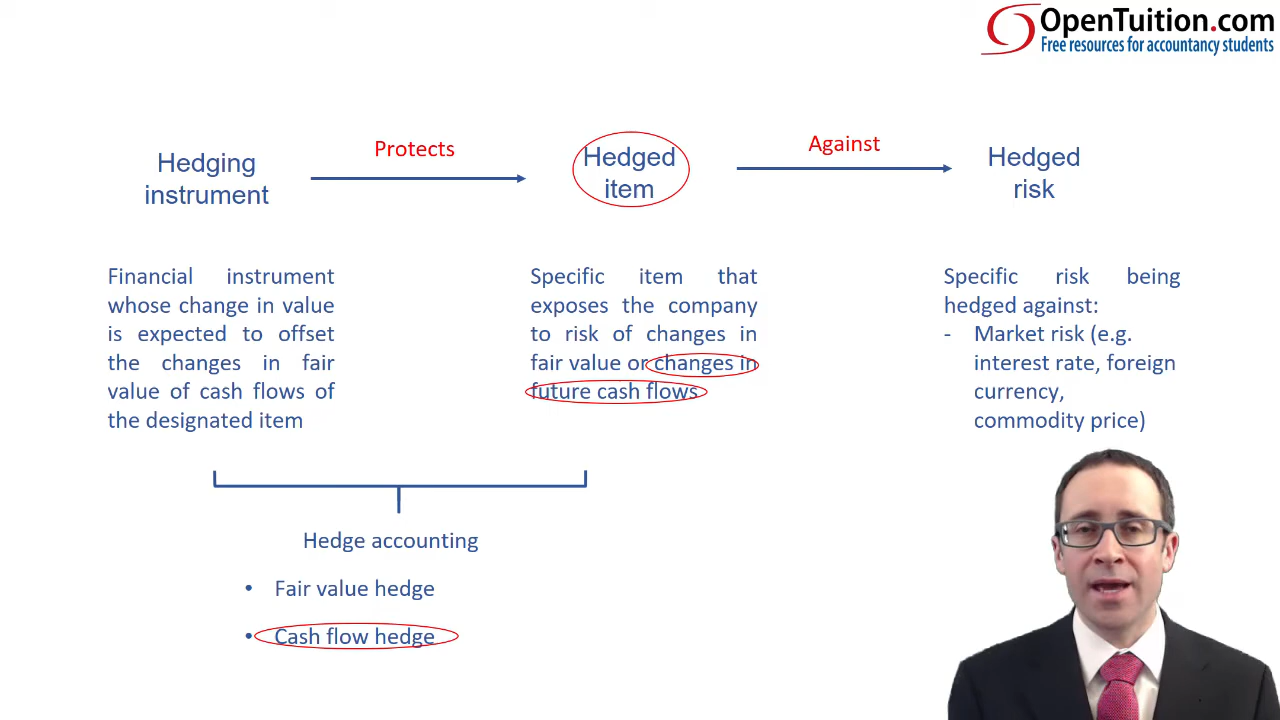 OpenTuition.com
Free resources for accountancy students
Hedging
instrument
Protects
Hedged
item
Against
Hedged
risk
Financial instrument
whose change in value
is expected to offset
the changes in fair
value of cash flows of
the designated item
Specific item that
exposes the company
to risk of changes in
fair value or changes in
future cash flows
Specific risk being
hedged against:
- Market risk (e.g.
interest rate, foreign
currency,
commodity price)
Hedge accounting
• Fair value hedge
• Cash flow hedge